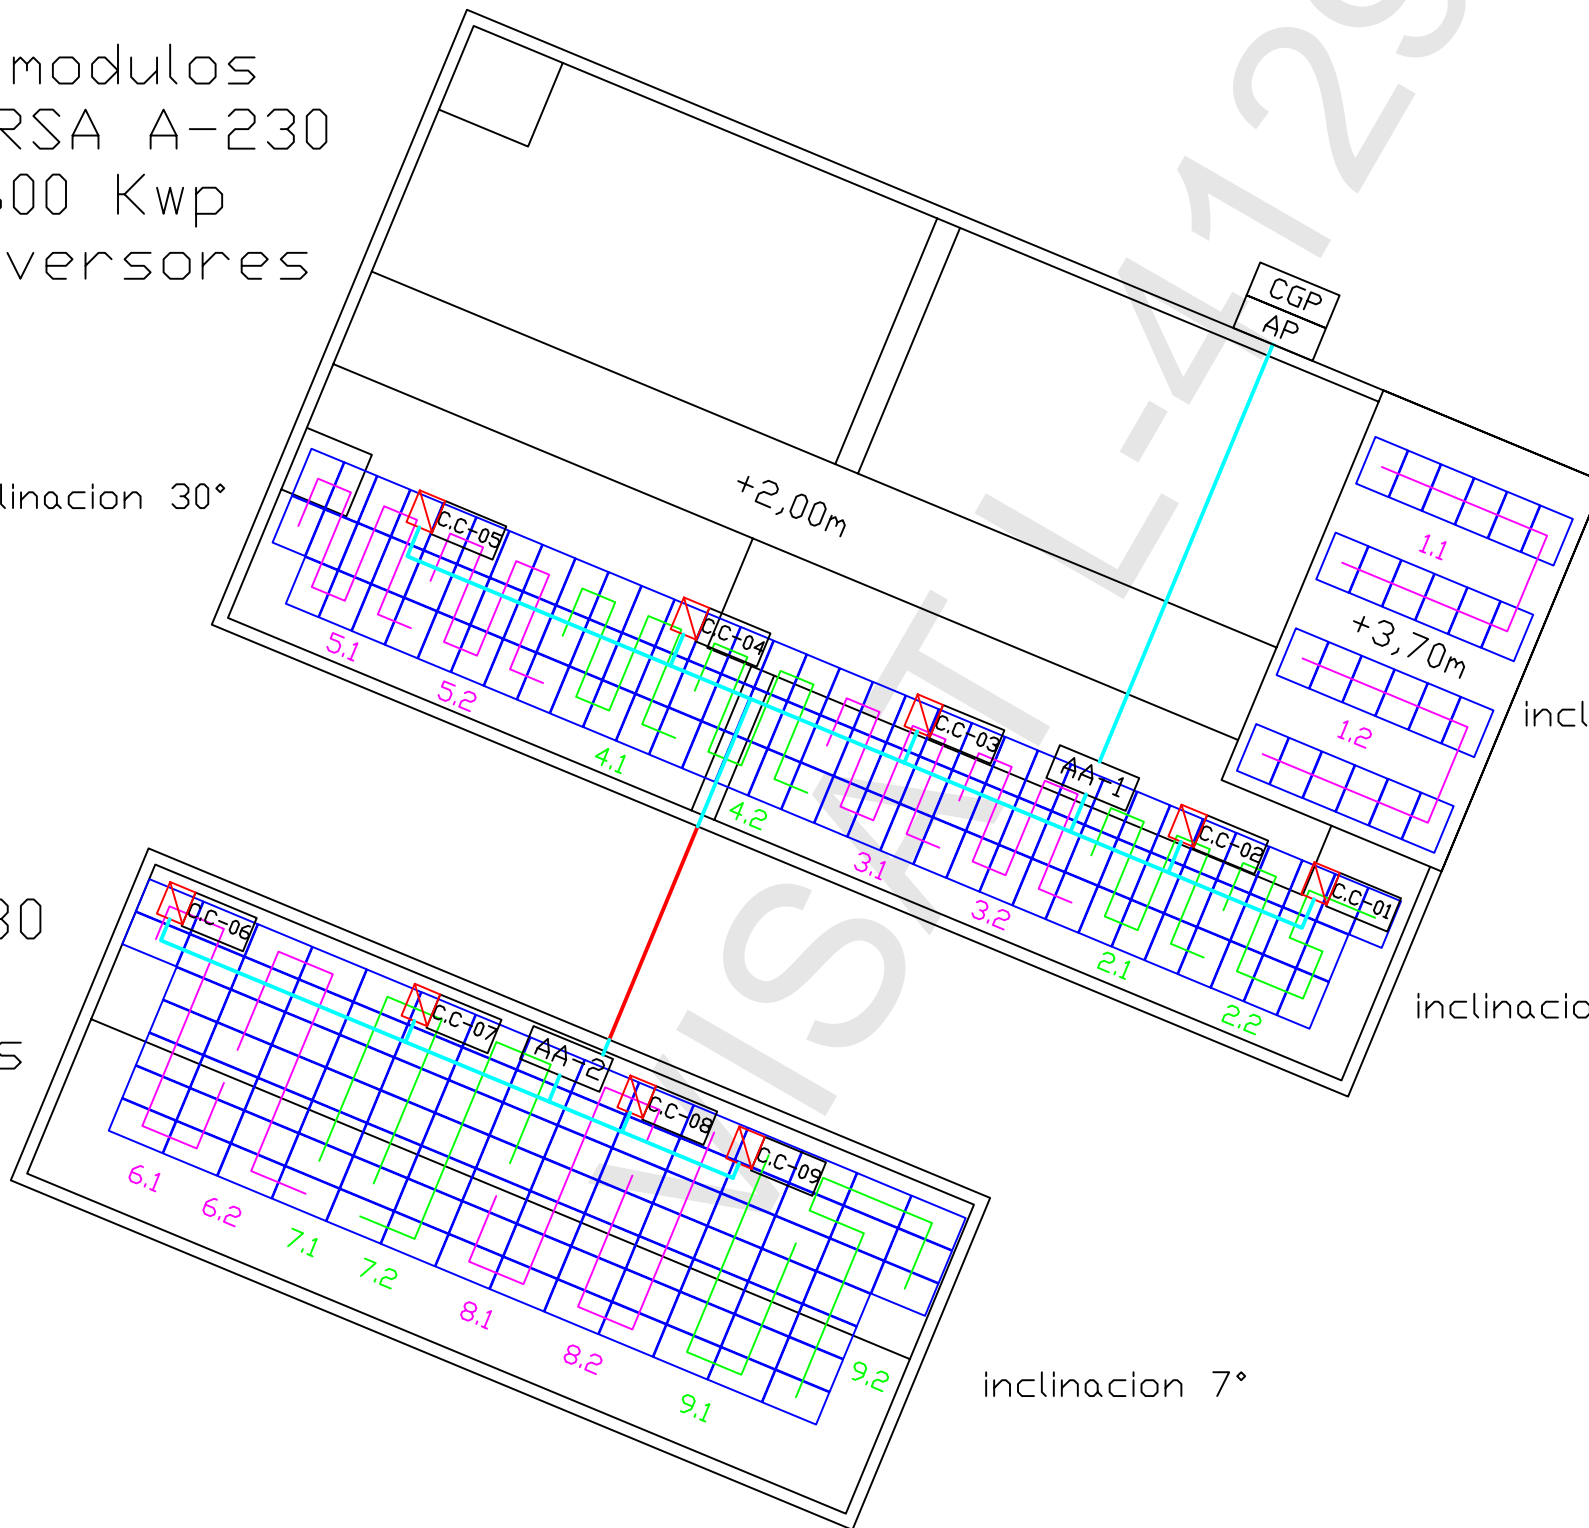 modulos
RSA A-230
00 Kwp
versores
CGP
AP
linacion 30°
+2,00m
1.1
+3,70m
1.2
incl
C.C-05
C.C-04
C.C-03
AA-1
C.C-02
C.C-01
5.1
5.2
4.1
4.2
3.1
3.2
2.1
2.2
inclinacio
30
s
C.C-06
C.C-07
AA-2
C.C-08
C.C-09
6.1
6.2
7.1
7.2
8.1
8.2
9.1
9.2
inclinacion 7°
VISAT L-4129